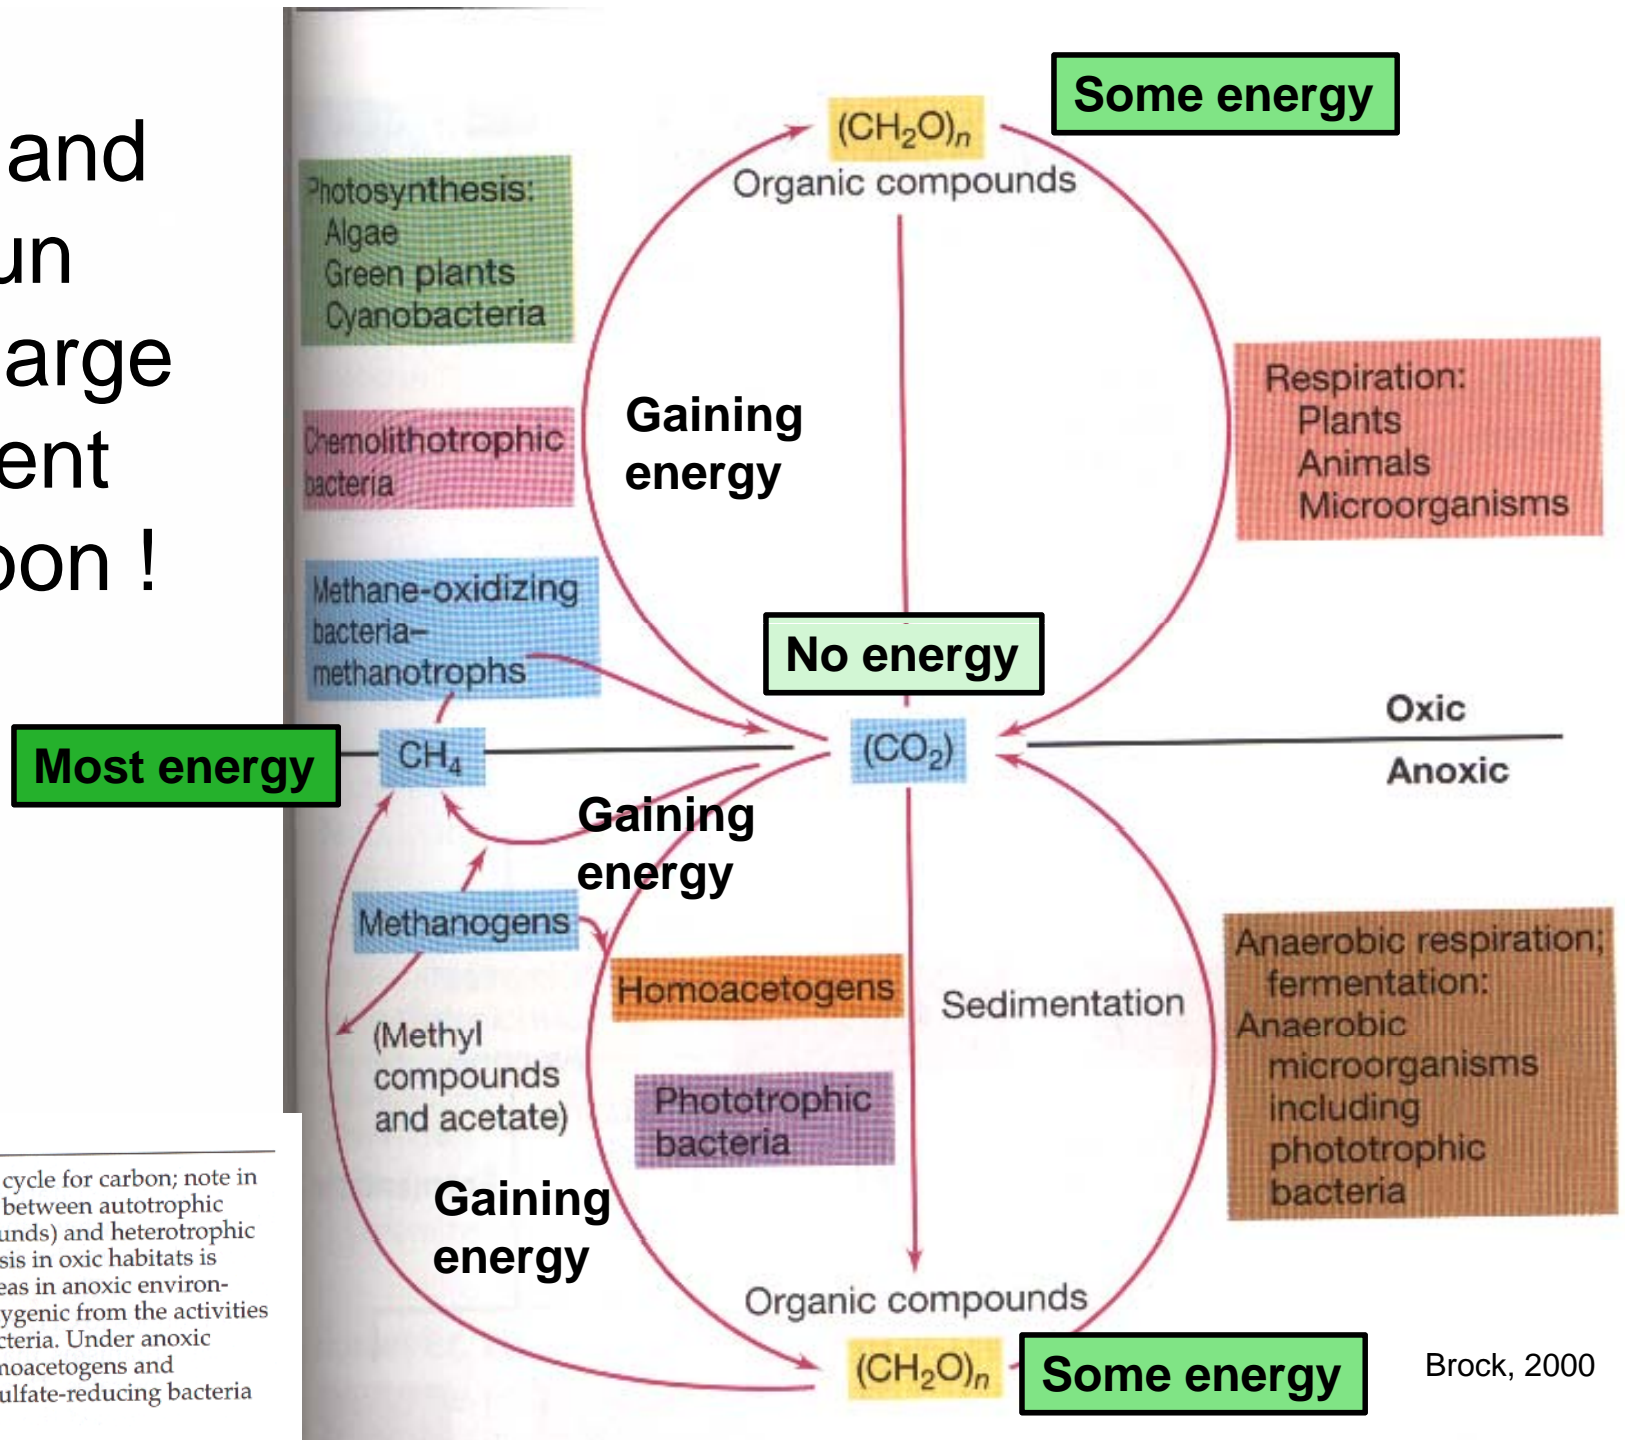 and
un
arge
ent
oon !
(CH₂O)n
Organic compounds
Some energy
Photosynthesis:
Algae
Green plants
Cyanobacteria
Chemolithotrophic
bacteria
Methane-oxidizing
bacteria–
methanotrophs
Gaining
energy
Respiration:
Plants
Animals
Microorganisms
No energy
Most energy
CH₄
(CO₂)
Oxic
Anoxic
Gaining
energy
Methanogens
Homoacetogens
Sedimentation
(Methyl
compounds
and acetate)
Phototrophic
bacteria
Anaerobic respiration;
fermentation:
Anaerobic
microorganisms
including
phototrophic
bacteria
Gaining
energy
Organic compounds
(CH₂O)n
Some energy
Brock, 2000
cycle for carbon; note in
between autotrophic
unds) and heterotrophic
sis in oxic habitats is
eas in anoxic environ-
ygenic from the activities
cteria. Under anoxic
moacetogens and
ulfate-reducing bacteria